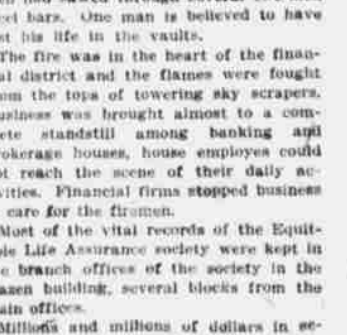 eel bars. One man is believed to have
st his life in the vaults.
The fire was in the heart of the finan-
al district and the flames were fought
om the tops of towering sky scrapers.
usiness was brought almost to a com-
ete standstill among banking and
okerage houses, house employes could
ot reach the scene of their daily ac-
vities. Financial firms stopped business
care for the firemen.
Most of the vital records of the Equit-
ble Life Assurance society were kept in
e branch offices of the society in the
azen building, several blocks from the
ain offices.
Millions and millions of dollars in se-